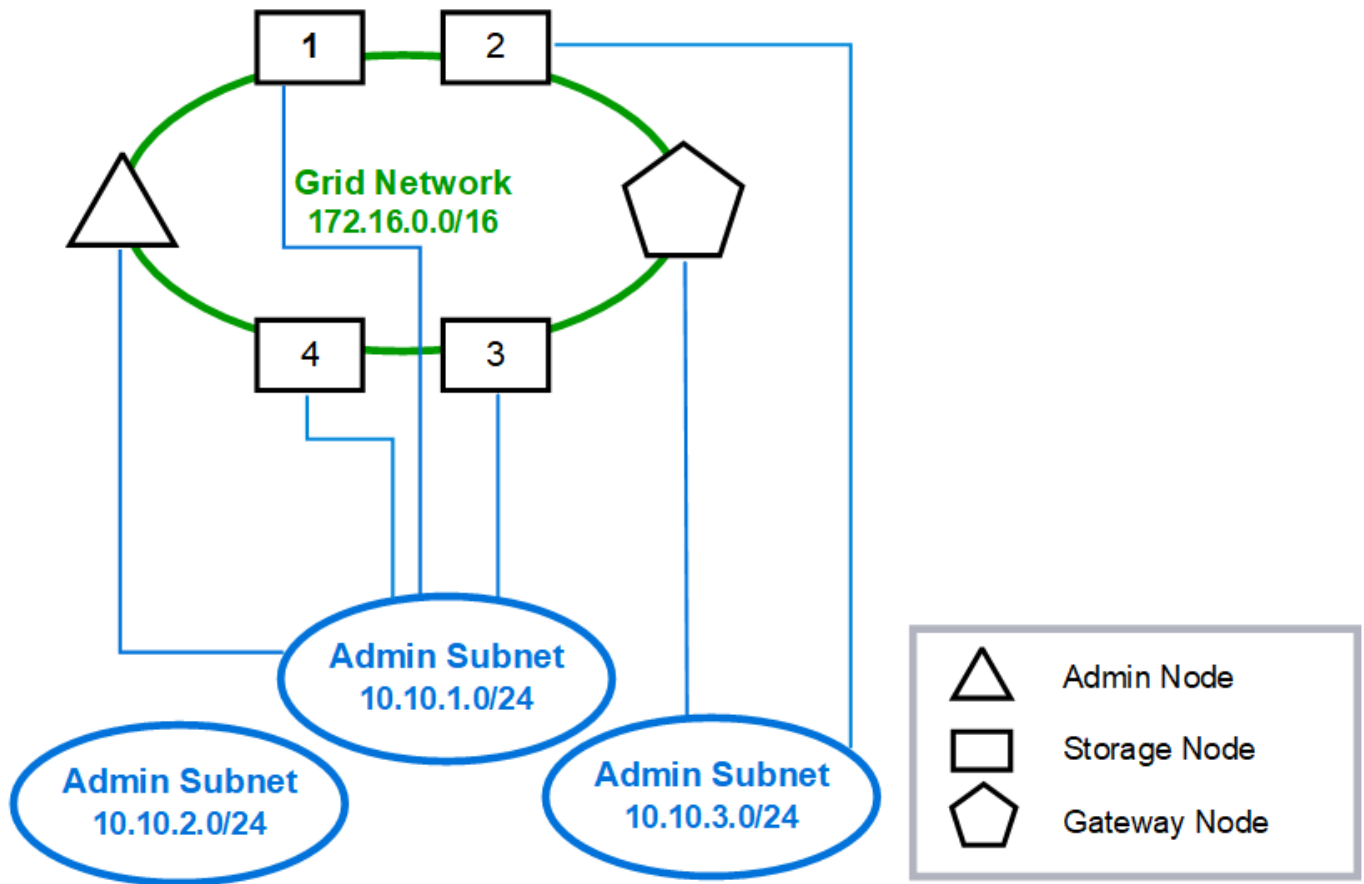 1
2
Grid Network
172.16.0.0/16
4
3
Admin Subnet
10.10.1.0/24
Admin Subnet
10.10.2.0/24
Admin Subnet
10.10.3.0/24
Admin Node
Storage Node
Gateway Node